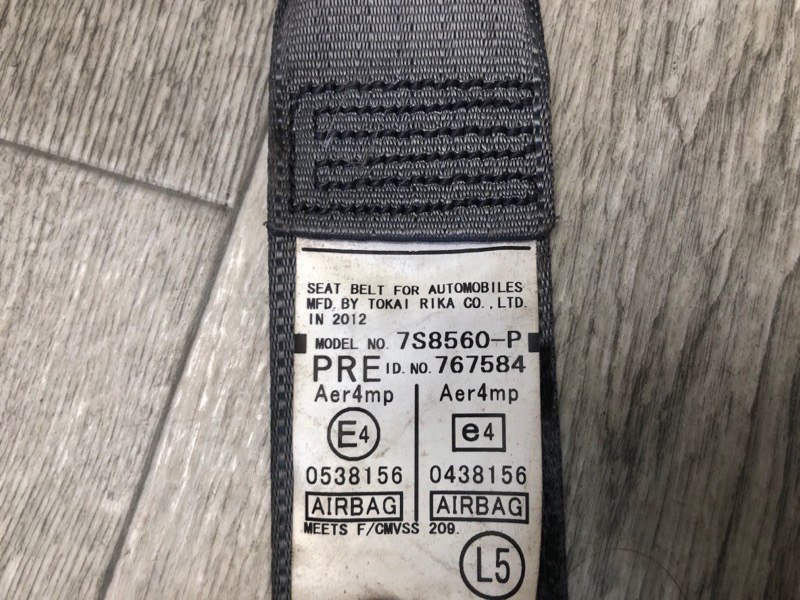 SEAT BELT FOR AUTOMOBILES
MFD. BY TOKAI RIKA CO.,LTD.
IN 2012
MODEL NO. 7S8560-P
PRE ID.NO. 767584
Aer4mp Aer4mp
E4 e4
0538156 0438156
AIRBAG AIRBAG
MEETS F/CMVSS 209.
L5